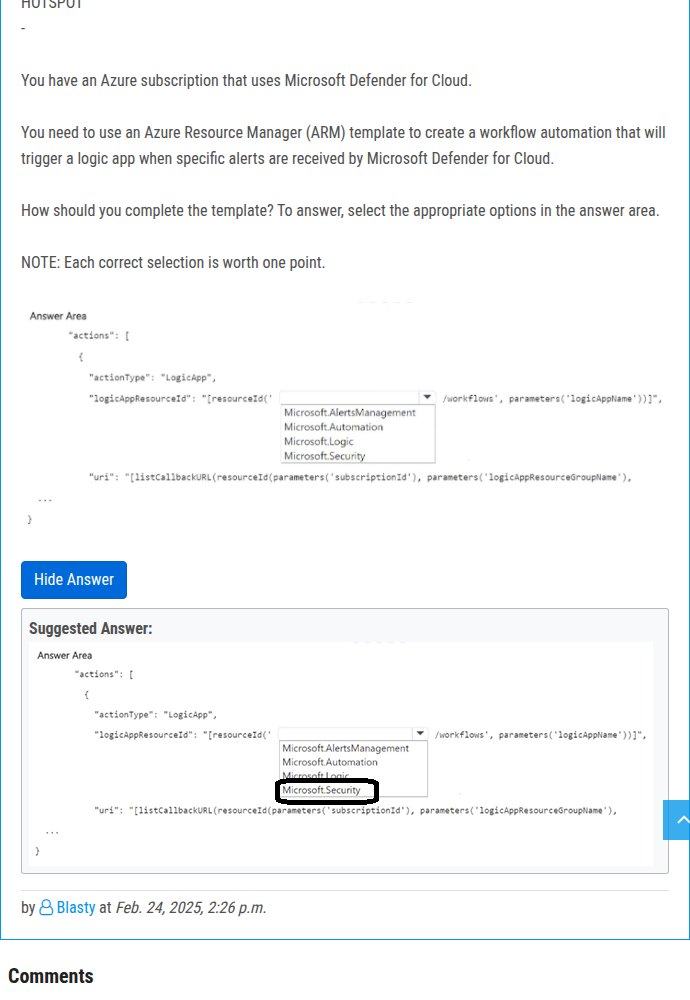 HOTSPOT
-
You have an Azure subscription that uses Microsoft Defender for Cloud.
You need to use an Azure Resource Manager (ARM) template to create a workflow automation that will
trigger a logic app when specific alerts are received by Microsoft Defender for Cloud.
How should you complete the template? To answer, select the appropriate options in the answer area.
NOTE: Each correct selection is worth one point.
Answer Area
"actions": [
{
"actionType": "LogicApp",
"logicAppResourceId": "[resourceId(' /workflows', parameters('logicAppName'))]",
Microsoft.AlertsManagement
Microsoft.Automation
Microsoft.Logic
Microsoft.Security
"uri": "[listCallbackURL(resourceId(parameters('subscriptionId'), parameters('logicAppResourceGroupName'),
...
}
Hide Answer
Suggested Answer:
Answer Area
"actions": [
{
"actionType": "LogicApp",
"logicAppResourceId": "[resourceId(' /workflows', parameters('logicAppName'))]",
Microsoft.AlertsManagement
Microsoft.Automation
Microsoft.Logic
Microsoft.Security
"uri": "[listCallbackURL(resourceId(parameters('subscriptionId'), parameters('logicAppResourceGroupName'),
...
}
by Blasty at Feb. 24, 2025, 2:26 p.m.
Comments